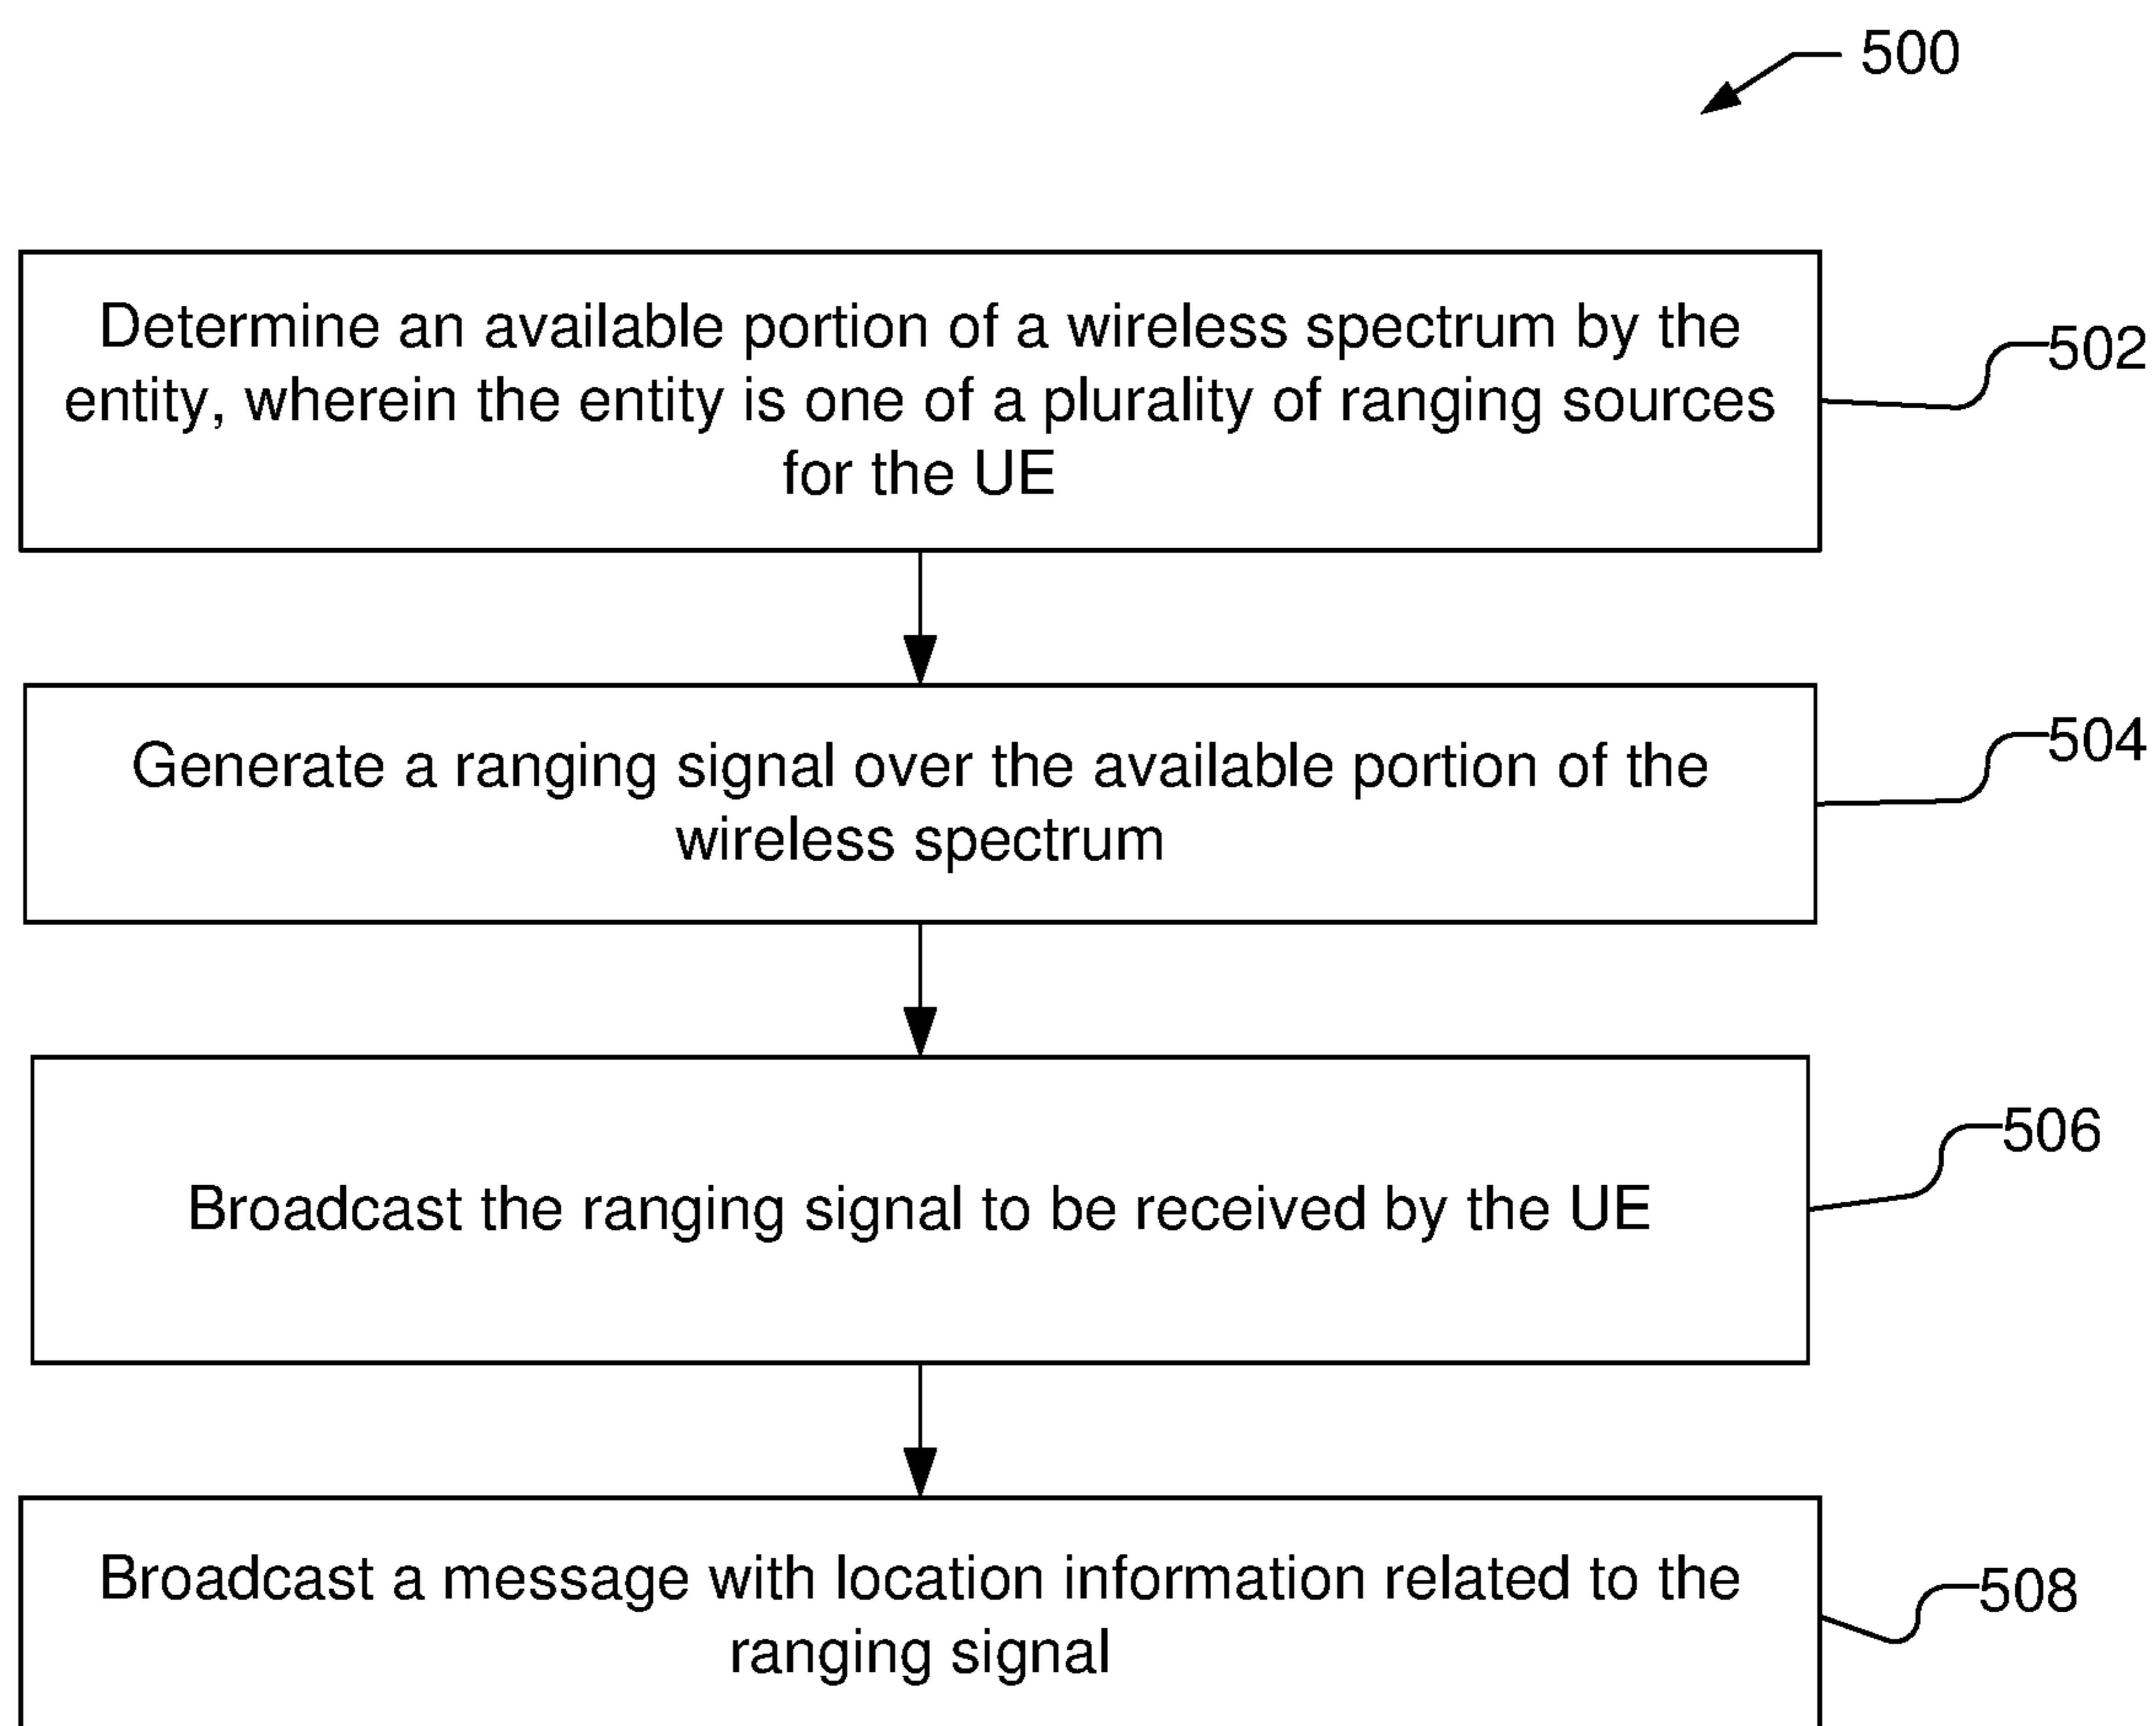 500
Determine an available portion of a wireless spectrum by the
entity, wherein the entity is one of a plurality of ranging sources
for the UE
502
Generate a ranging signal over the available portion of the
wireless spectrum
504
Broadcast the ranging signal to be received by the UE
506
Broadcast a message with location information related to the
ranging signal
508